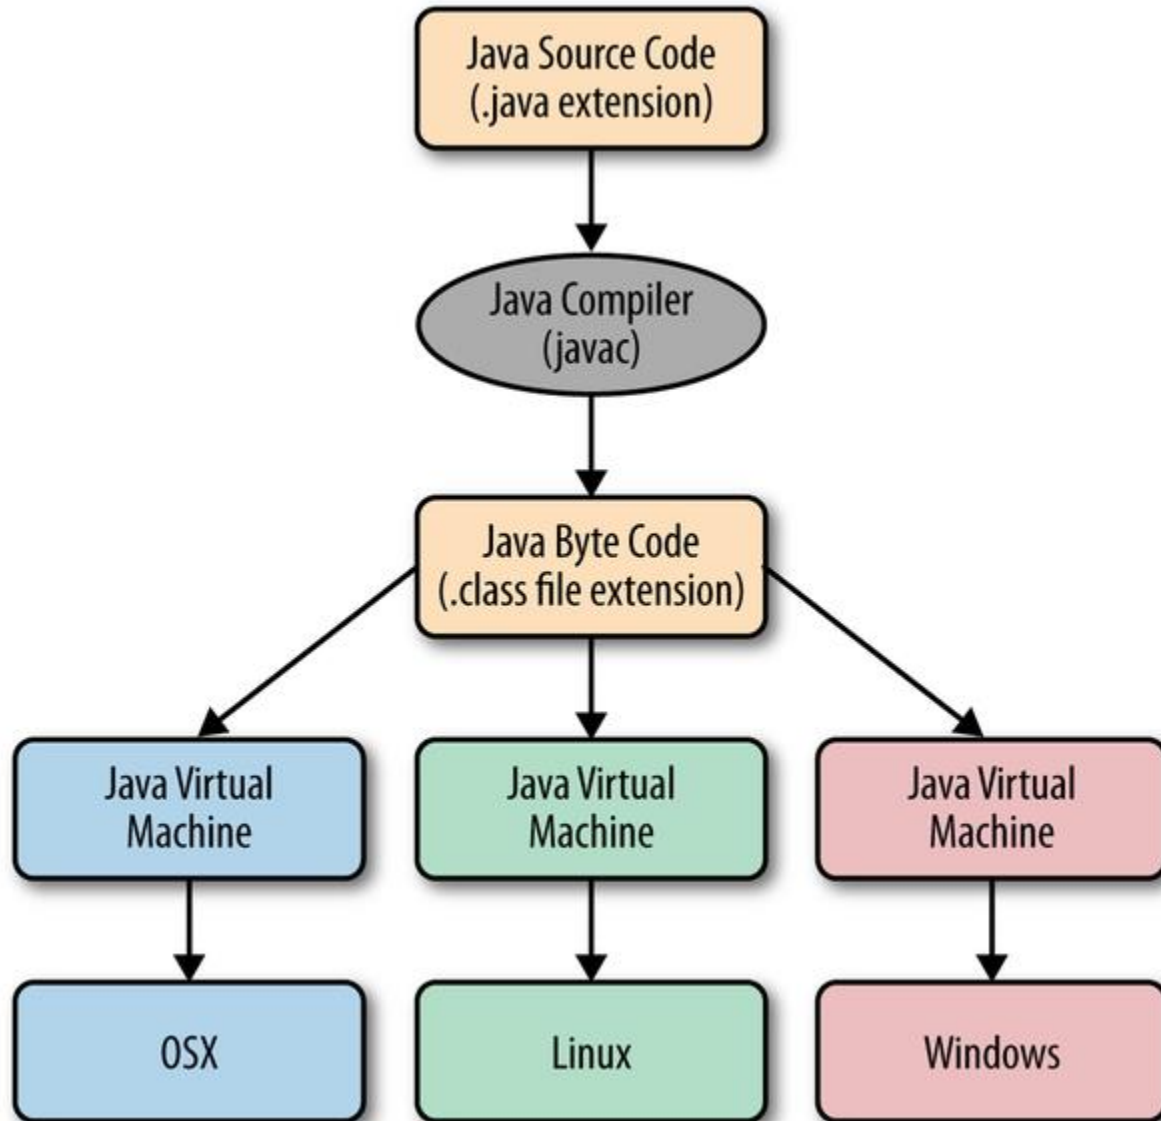 Java Source Code
(.java extension)
Java Compiler
(javac)
Java Byte Code
(.class file extension)
Java Virtual
Machine
Java Virtual
Machine
Java Virtual
Machine
OSX
Linux
Windows